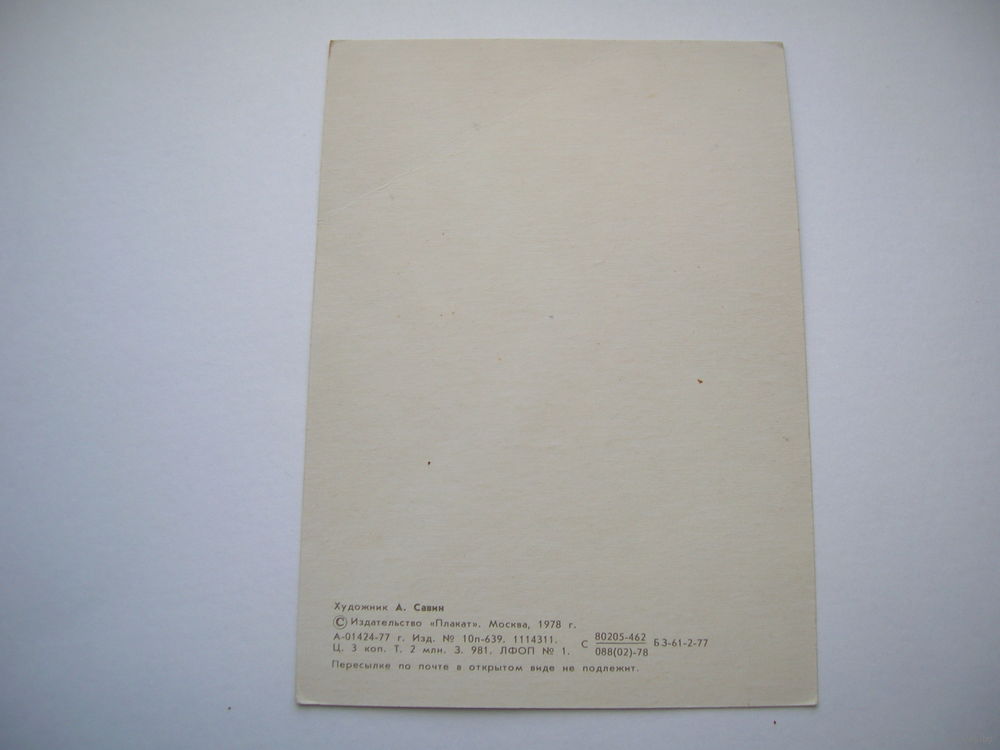 Художник А. Савин
© Издательство «Плакат». Москва, 1978 г.
А-01424-77 г. Изд. № 10п-639. 1114311.
Ц. 3 коп. Т. 2 млн. З. 981. ЛФОП № 1.
С 80205-462 БЗ-61-2-77
088(02)-78
Пересылке по почте в открытом виде не подлежит.